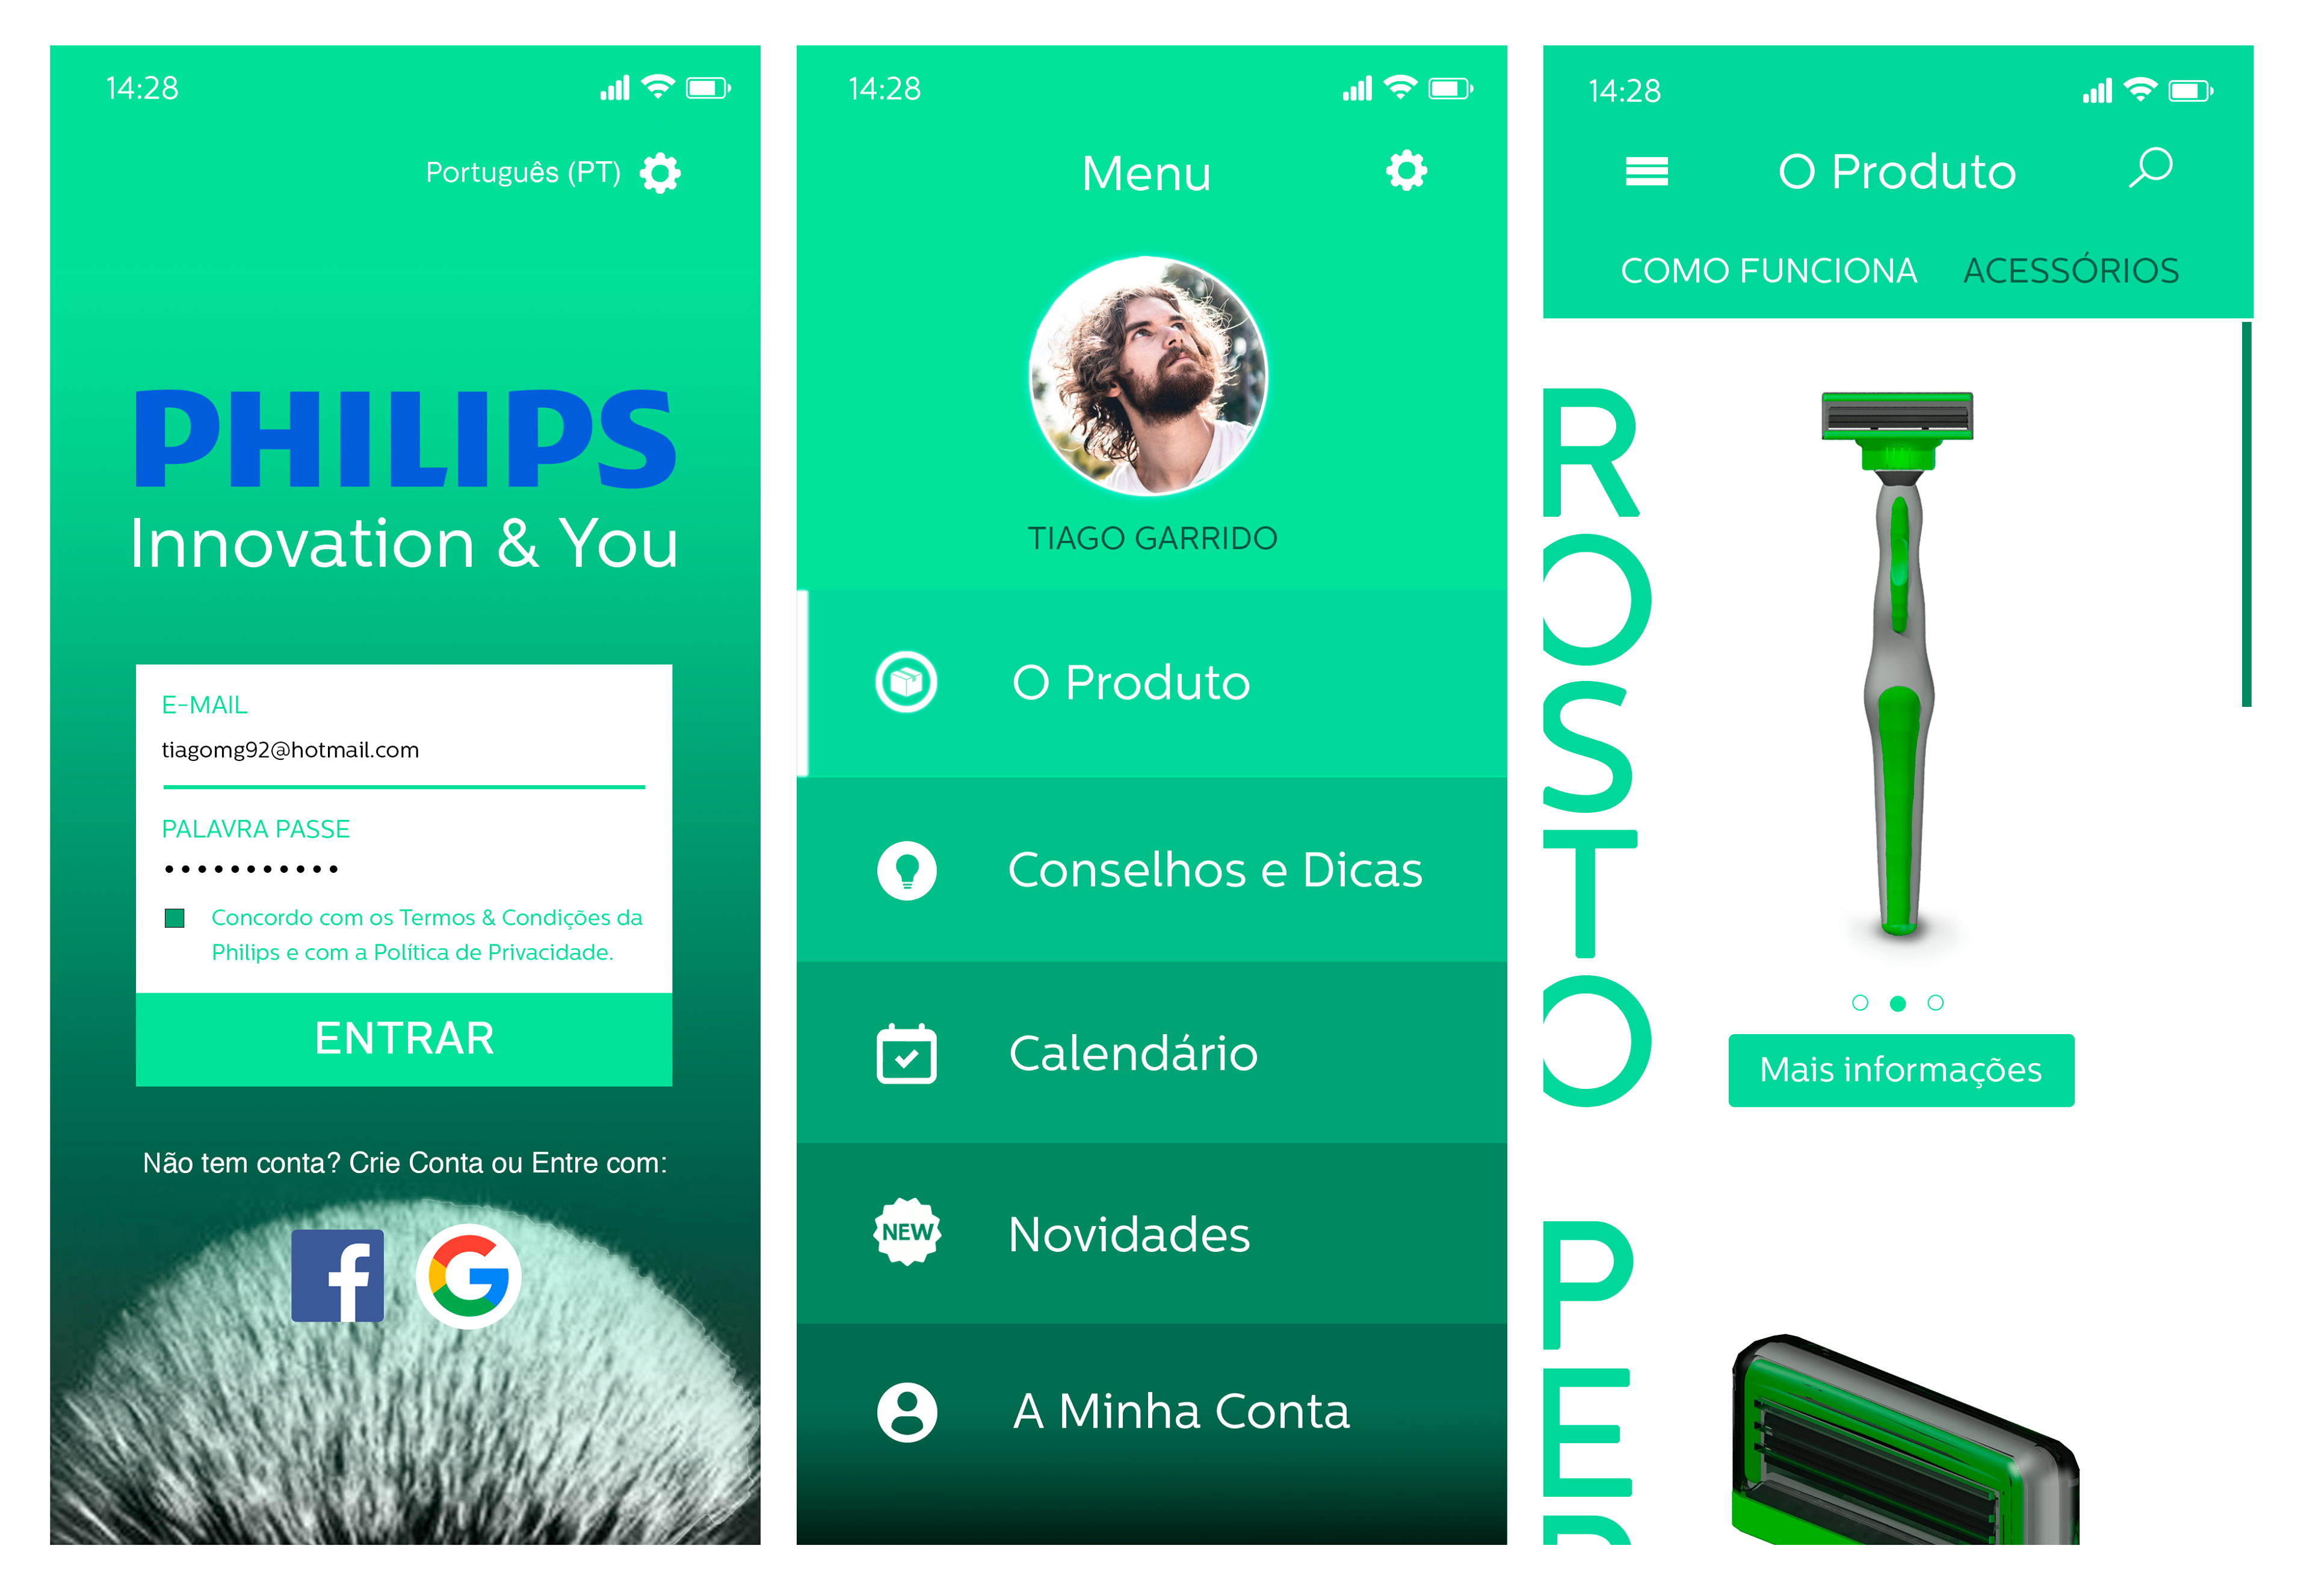 14:28
Português (PT)
PHILIPS
Innovation & You
E-MAIL
tiagomg92@hotmail.com
PALAVRA PASSE
Concordo com os Termos & Condições da
Philips e com a Política de Privacidade.
ENTRAR
Não tem conta? Crie Conta ou Entre com:
f
G
14:28
Menu
TIAGO GARRIDO
O Produto
Conselhos e Dicas
Calendário
NEW
Novidades
A Minha Conta
14:28
O Produto
COMO FUNCIONA
ACESSÓRIOS
ROSTO
Mais informações
PE